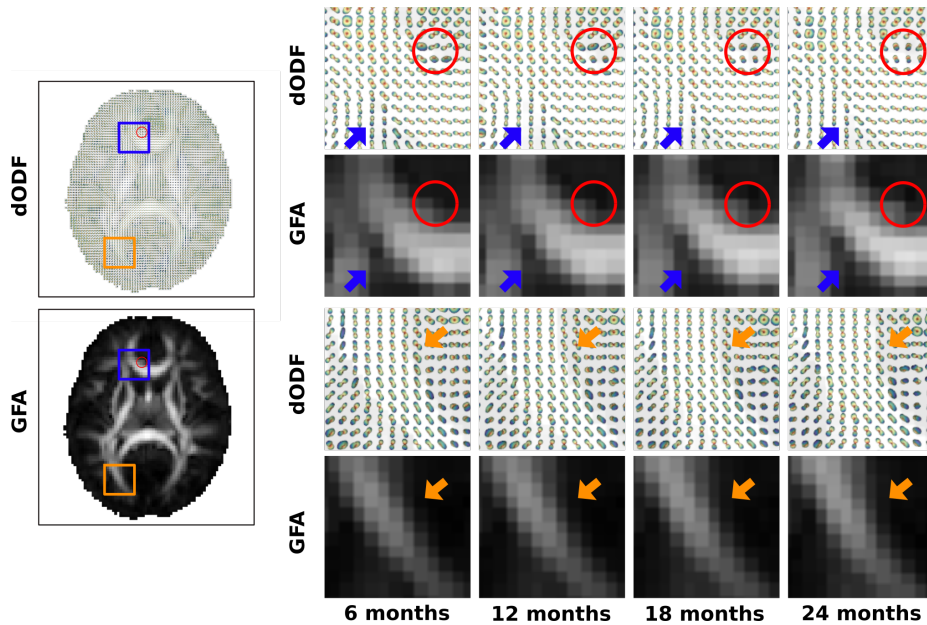 dODF
GFA
dODF
GFA
dODF
GFA
6 months
12 months
18 months
24 months